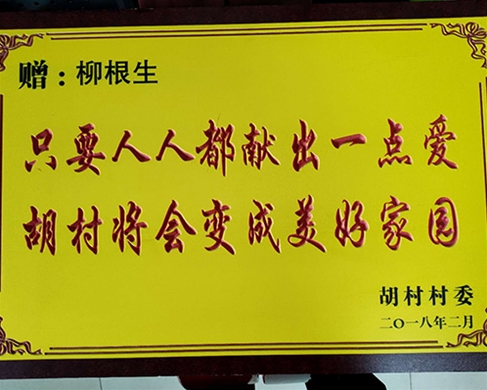 赠：柳根生
只要人人都献出一点爱
胡村将会变成美好家园
胡村村委
二〇一八年二月